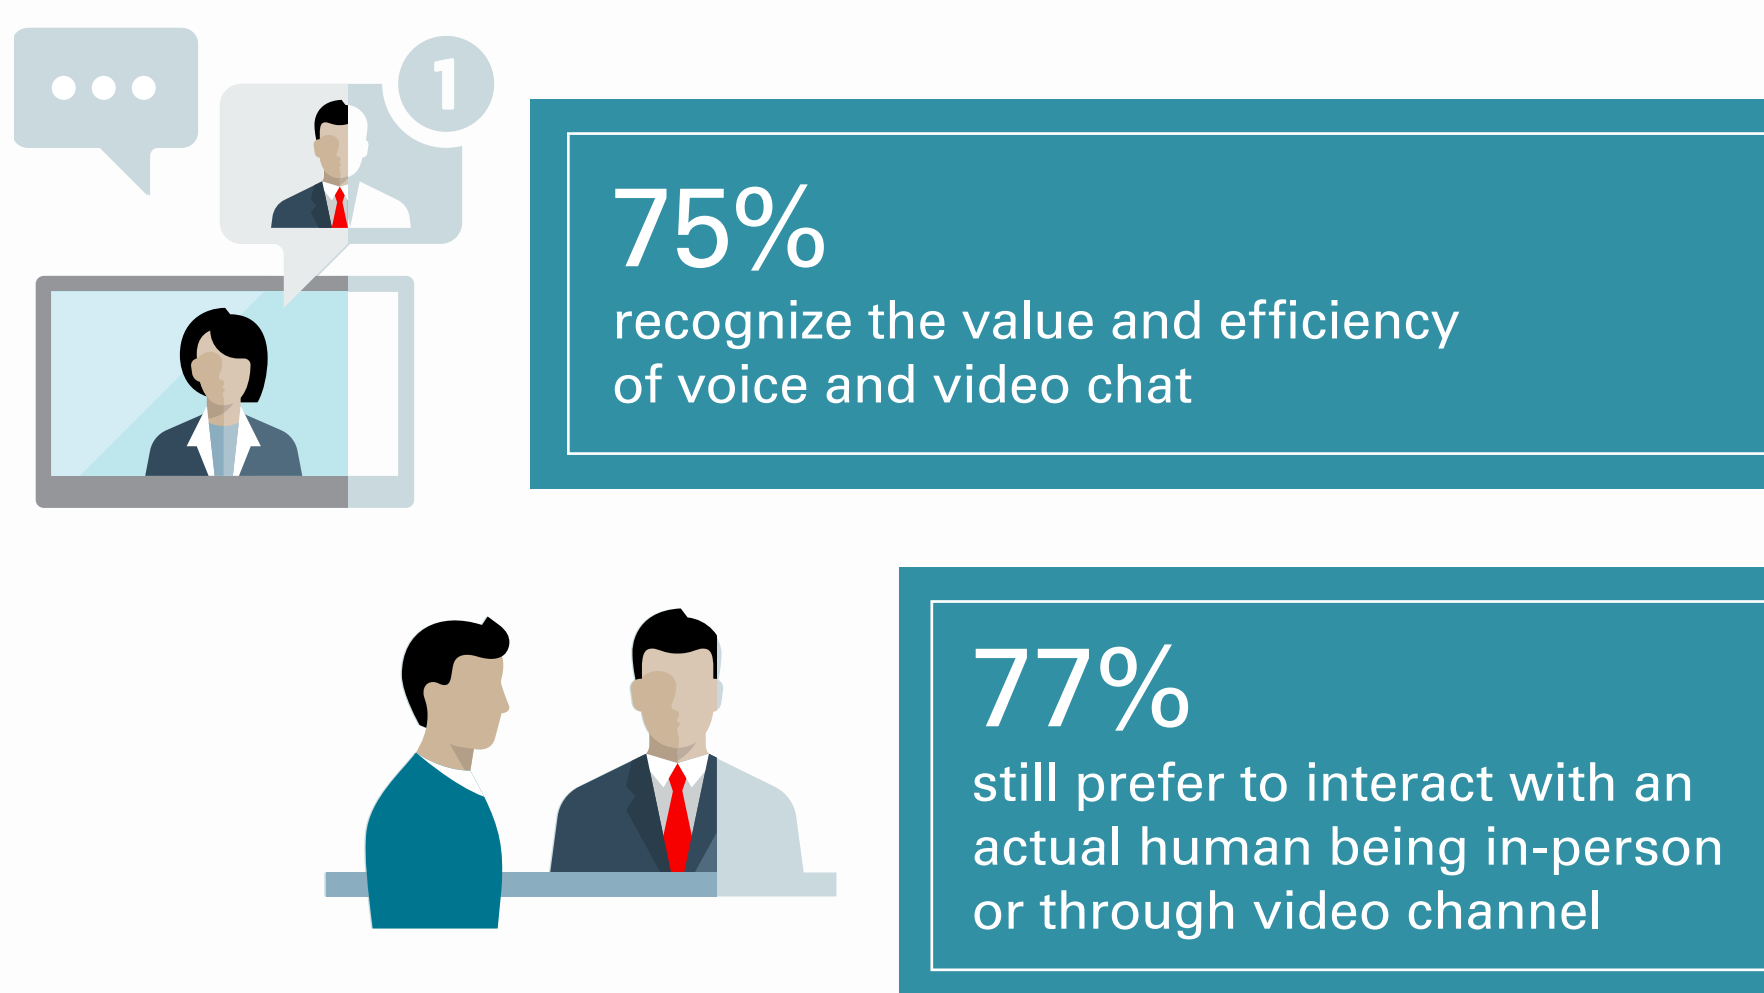 1
75%
recognize the value and efficiency
of voice and video chat
77%
still prefer to interact with an
actual human being in-person
or through video channel